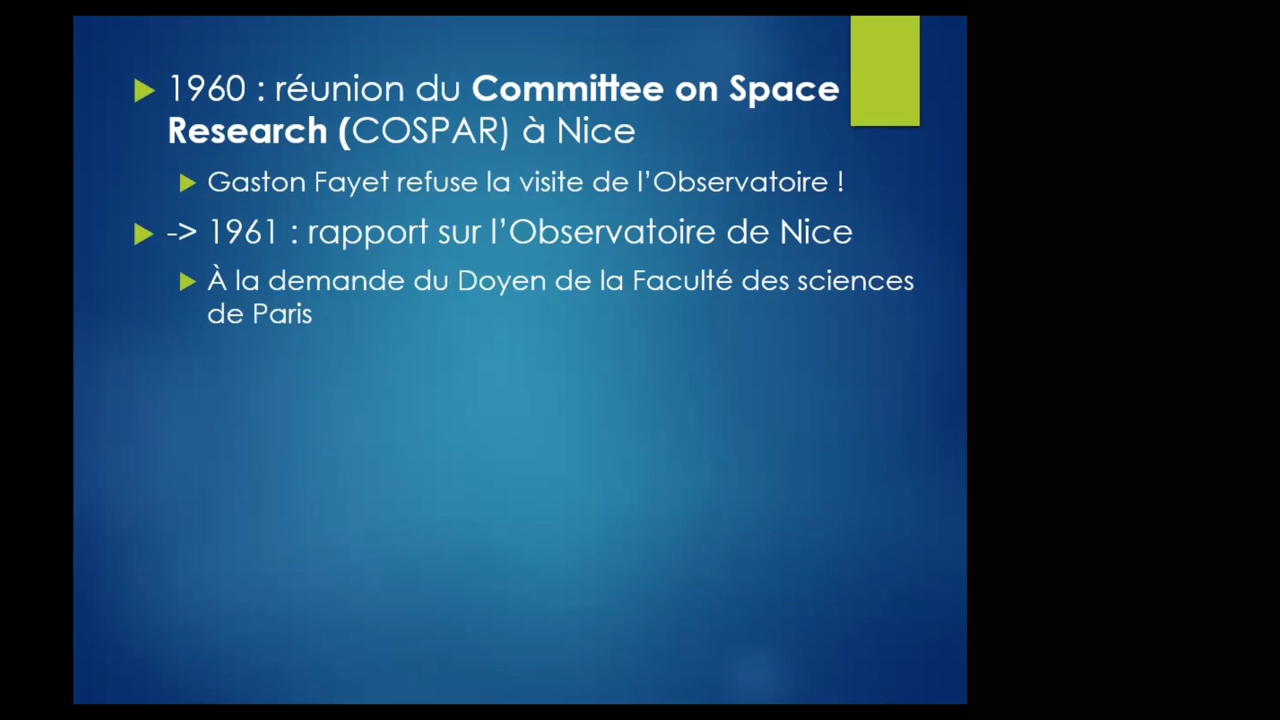 1960 : réunion du Committee on Space
Research (COSPAR) à Nice
Gaston Fayet refuse la visite de l’Observatoire !
-> 1961 : rapport sur l’Observatoire de Nice
À la demande du Doyen de la Faculté des sciences
de Paris